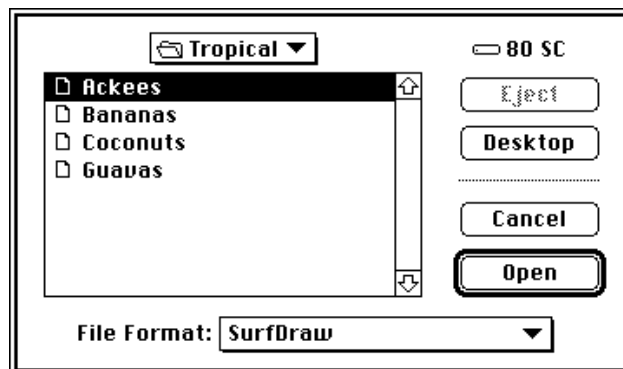 Tropical
80 SC
Ackees
Bananas
Coconuts
Guavas
Eject
Desktop
Cancel
Open
File Format: SurfDraw